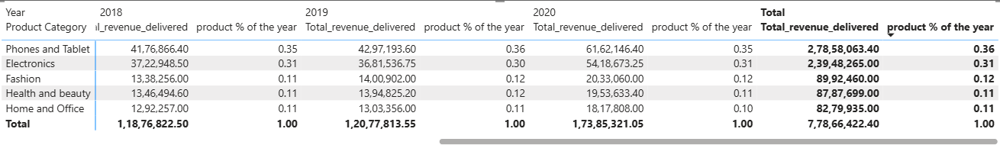 Year 2018 2019 2020 Total
Product Category l_revenue_delivered product % of the year Total_revenue_delivered product % of the year Total_revenue_delivered product % of the year Total_revenue_delivered product % of the year
Phones and Tablet 41,76,866.40 0.35 42,97,193.60 0.36 61,62,146.40 0.35 2,78,58,063.40 0.36
Electronics 37,22,948.50 0.31 36,81,536.75 0.30 54,18,673.25 0.31 2,39,48,265.00 0.31
Fashion 13,38,256.00 0.11 14,00,902.00 0.12 20,33,060.00 0.12 89,92,460.00 0.12
Health and beauty 13,46,494.60 0.11 13,94,825.20 0.12 19,53,633.40 0.11 87,87,699.00 0.11
Home and Office 12,92,257.00 0.11 13,03,356.00 0.11 18,17,808.00 0.10 82,79,935.00 0.11
Total 1,18,76,822.50 1.00 1,20,77,813.55 1.00 1,73,85,321.05 1.00 7,78,66,422.40 1.00